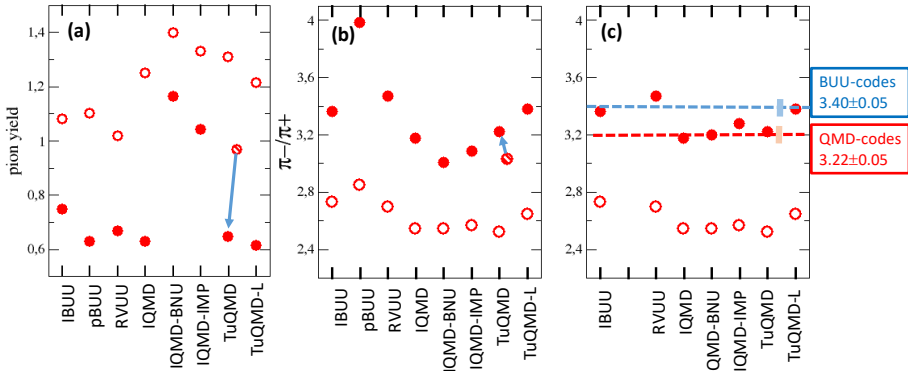 (a)
1,4
1,2
1
0,8
0,6
pion yield
IBUU
pBUU
RVUU
IQMD
IQMD-BNU
IQMD-IMP
TuQMD
TuQMD-L
(b)
4
3,6
3,2
2,8
2,4
π−/π+
IBUU
pBUU
RVUU
IQMD
IQMD-BNU
IQMD-IMP
TuQMD
TuQMD-L
(c)
4
3,6
3,2
2,8
2,4
IBUU
RVUU
IQMD
QMD-BNU
IQMD-IMP
TuQMD
TuQMD-L
BUU-codes
3.40±0.05
QMD-codes
3.22±0.05